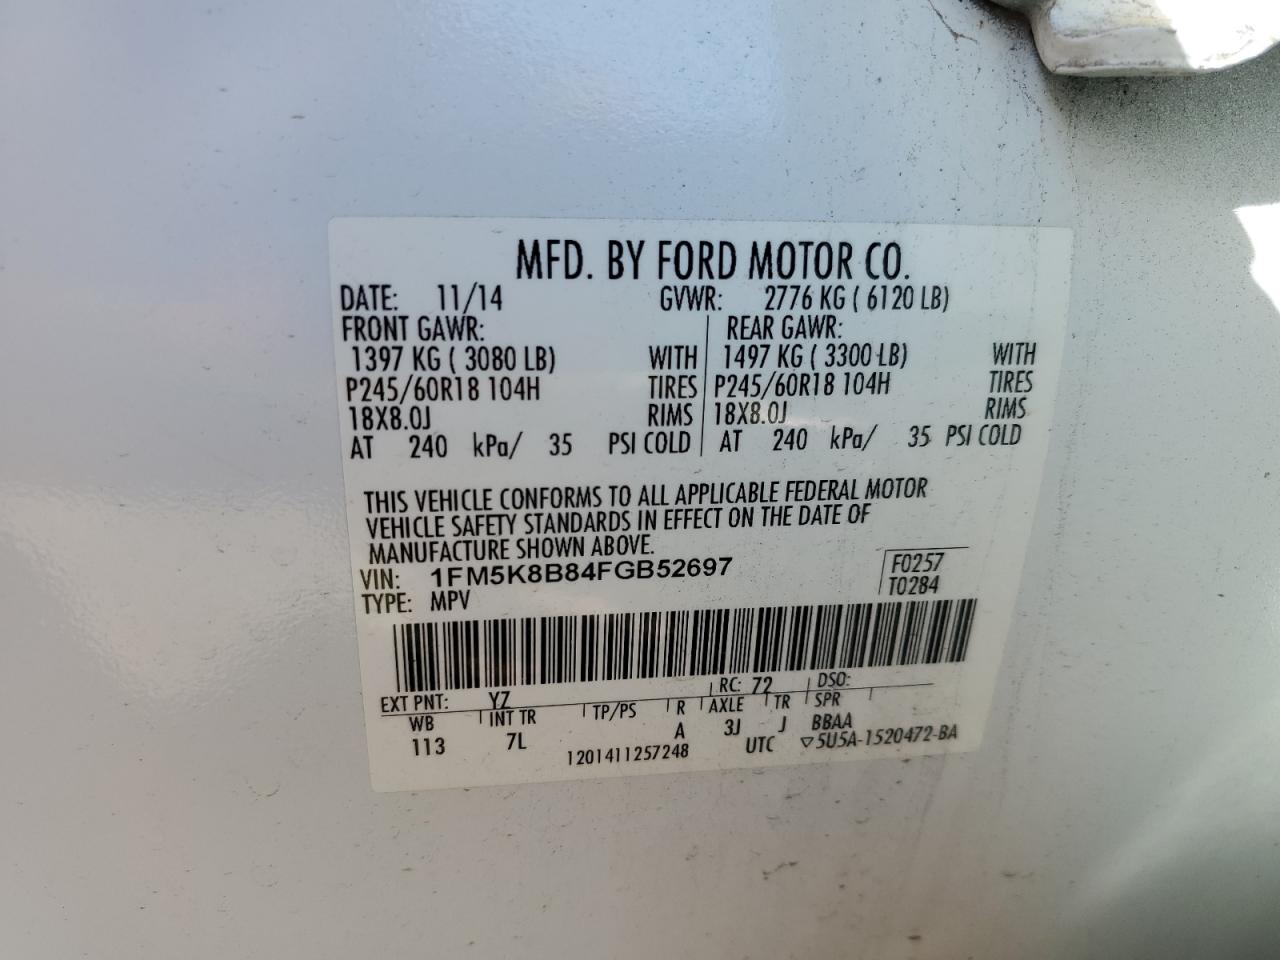 MFD. BY FORD MOTOR CO.
DATE: 11/14 GVWR: 2776 KG ( 6120 LB)
FRONT GAWR: REAR GAWR:
1397 KG ( 3080 LB) WITH 1497 KG ( 3300 LB) WITH
P245/60R18 104H TIRES P245/60R18 104H TIRES
18X8.0J RIMS 18X8.0J RIMS
AT 240 kPa/ 35 PSI COLD AT 240 kPa/ 35 PSI COLD
THIS VEHICLE CONFORMS TO ALL APPLICABLE FEDERAL MOTOR
VEHICLE SAFETY STANDARDS IN EFFECT ON THE DATE OF
MANUFACTURE SHOWN ABOVE.
VIN: 1FM5K8B84FGB52697 F0257
TYPE: MPV T0284
EXT PNT: YZ RC: 72 DSO:
WB INT TR TP/PS R AXLE TR SPR
113 7L A 3J J BBAA
1201411257248 UTC ▽5U5A-1520472-BA